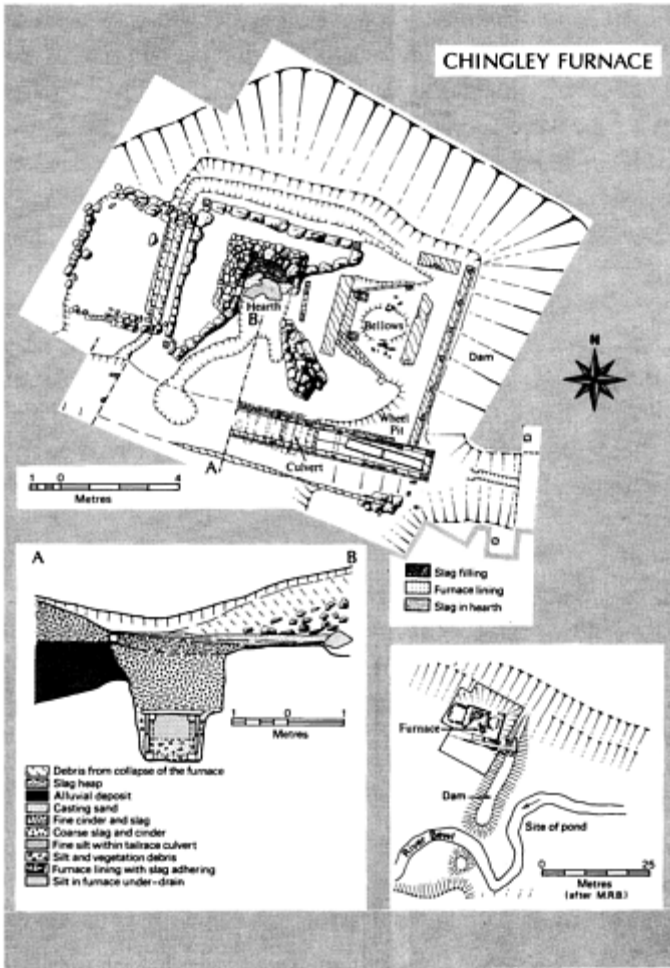 CHINGLEY FURNACE
Hearth
B
Bellows
Dam
N
Wheel
Pit
Culvert
A
1 0 4
Metres
Slag filling
Furnace lining
Slag in hearth
A B
1 0 1
Metres
Debris from collapse of the furnace
Slag heap
Alluvial deposit
Casting sand
Fine cinder and slag
Coarse slag and cinder
Fine silt within tailrace culvert
Silt and vegetation debris
Furnace lining with slag adhering
Silt in furnace under-drain
Furnace
Dam
Site of pond
River Bewl
0 25
Metres
(after M.R.B.)